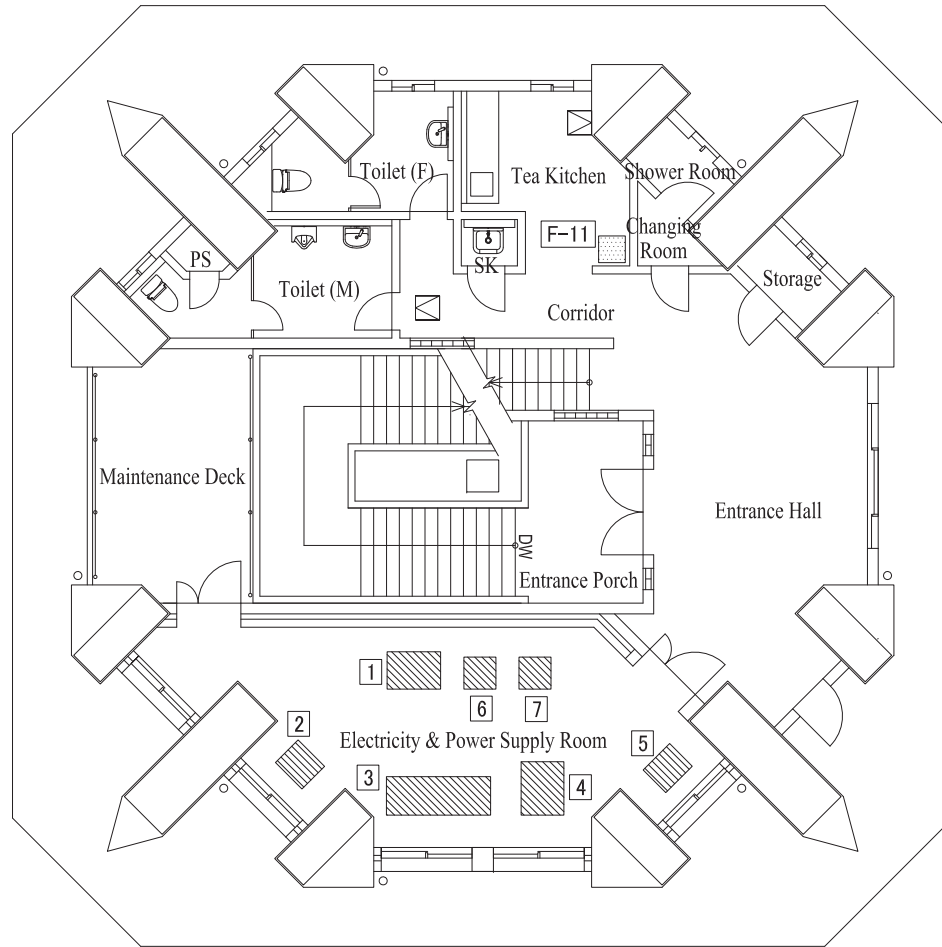 Toilet (F)
Tea Kitchen
Shower Room
F-11
Changing
Room
PS
SK
Toilet (M)
Storage
Corridor
Maintenance Deck
Entrance Hall
DW
Entrance Porch
1
6
7
2
Electricity & Power Supply Room
5
3
4